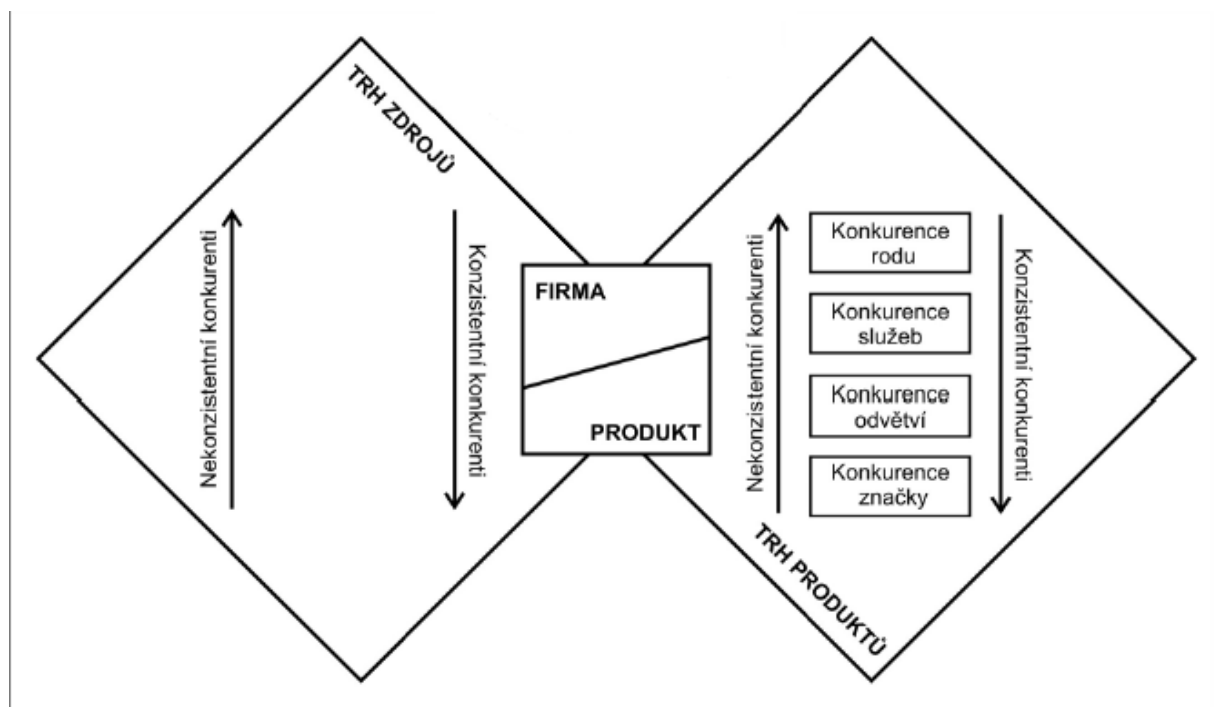 TRH ZDROJŮ
Nekonzistentní konkurenti
Konzistentní konkurenti
FIRMA
PRODUKT
Nekonzistentní konkurenti
Konkurence
rodu
Konkurence
služeb
Konkurence
odvětví
Konkurence
značky
Konzistentní konkurenti
TRH PRODUKTŮ